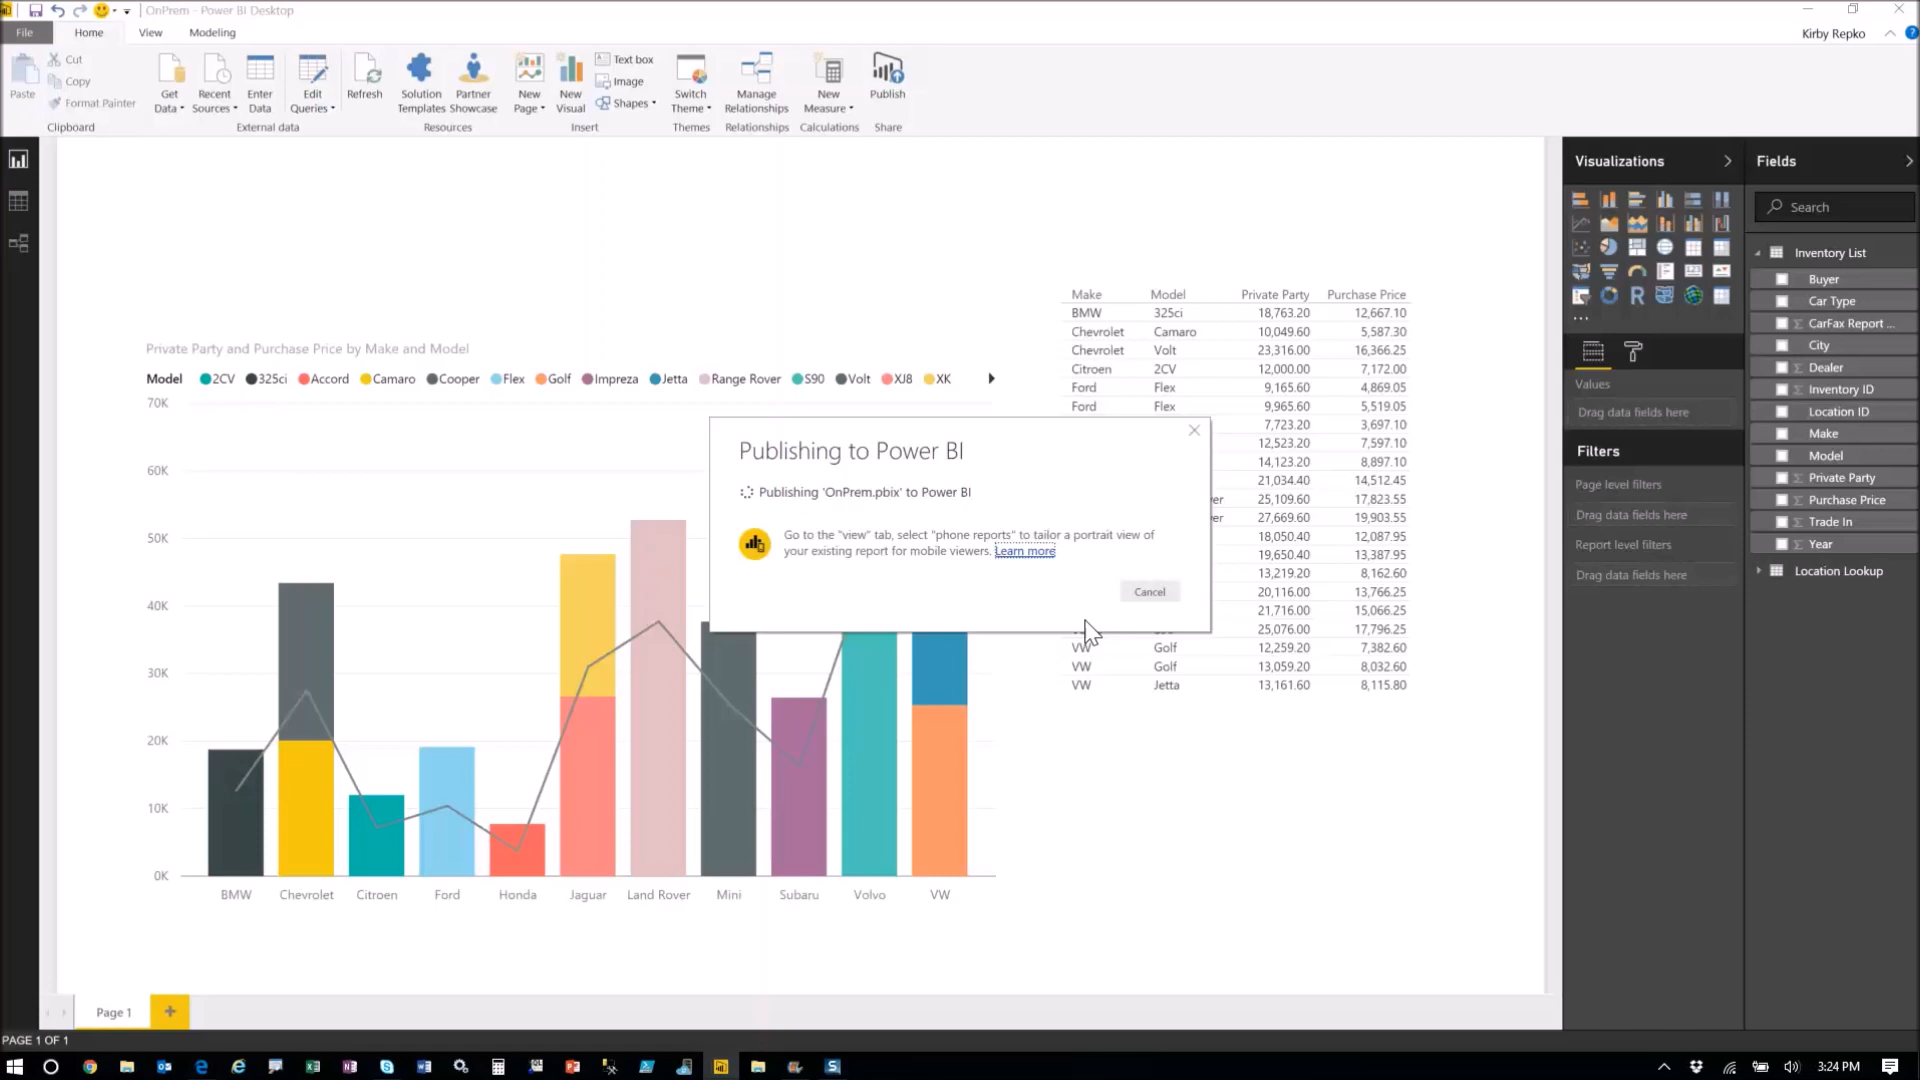 OnPrem - Power BI Desktop
File Home View Modeling Kirby Repko
Paste Cut Copy Format Painter
Clipboard
Get Data Recent Sources Enter Data Edit Queries Refresh
External data
Solution Templates Partner Showcase
Resources
New Page New Visual Text box Image Shapes
Insert
Switch Theme
Themes
Manage Relationships
Relationships
New Measure
Calculations
Publish
Share
Private Party and Purchase Price by Make and Model
Model 2CV 325ci Accord Camaro Cooper Flex Golf Impreza Jetta Range Rover S90 Volt XJ8 XK
70K
60K
50K
40K
30K
20K
10K
0K
BMW Chevrolet Citroen Ford Honda Jaguar Land Rover Mini Subaru Volvo VW
Make Model Private Party Purchase Price
BMW 325ci 18,763.20 12,667.10
Chevrolet Camaro 10,049.60 5,587.30
Chevrolet Volt 23,316.00 16,366.25
Citroen 2CV 12,000.00 7,172.00
Ford Flex 9,165.60 4,869.05
Ford Flex 9,965.60 5,519.05
7,723.20 3,697.10
12,523.20 7,597.10
14,123.20 8,897.10
21,034.40 14,512.45
er 25,109.60 17,823.55
er 27,669.60 19,903.55
18,050.40 12,087.95
19,650.40 13,387.95
13,219.20 8,162.60
20,116.00 13,766.25
21,716.00 15,066.25
25,076.00 17,796.25
VW Golf 12,259.20 7,382.60
VW Golf 13,059.20 8,032.60
VW Jetta 13,161.60 8,115.80
Publishing to Power BI
Publishing 'OnPrem.pbix' to Power BI
Go to the "view" tab, select "phone reports" to tailor a portrait view of
your existing report for mobile viewers. Learn more
Cancel
Visualizations
Values
Drag data fields here
Filters
Page level filters
Drag data fields here
Report level filters
Drag data fields here
Fields
Search
Inventory List
Buyer
Car Type
CarFax Report ...
City
Dealer
Inventory ID
Location ID
Make
Model
Private Party
Purchase Price
Trade In
Year
Location Lookup
Page 1
PAGE 1 OF 1
3:24 PM